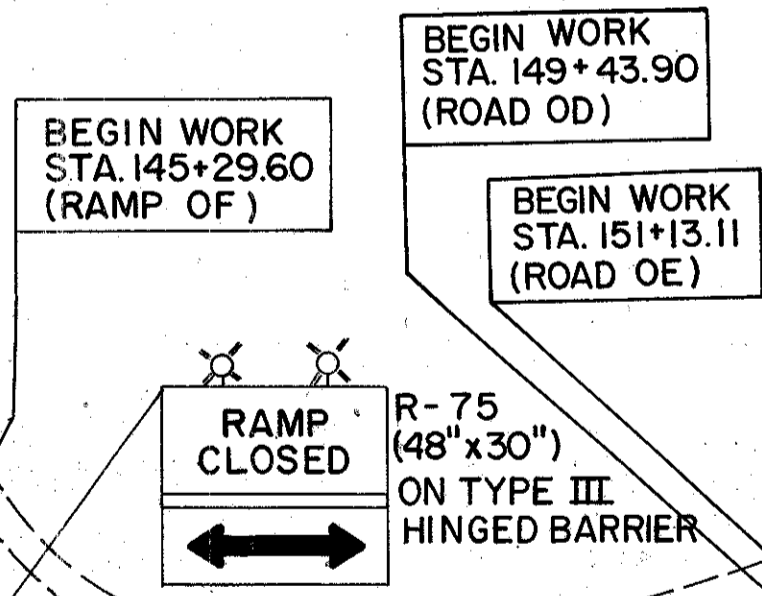 BEGIN WORK
STA. 149+43.90
(ROAD OD)
BEGIN WORK
STA. 145+29.60
(RAMP OF)
BEGIN WORK
STA. 151+13.11
(ROAD OE)
RAMP
CLOSED
R-75
(48"x30")
ON TYPE III
HINGED BARRIER